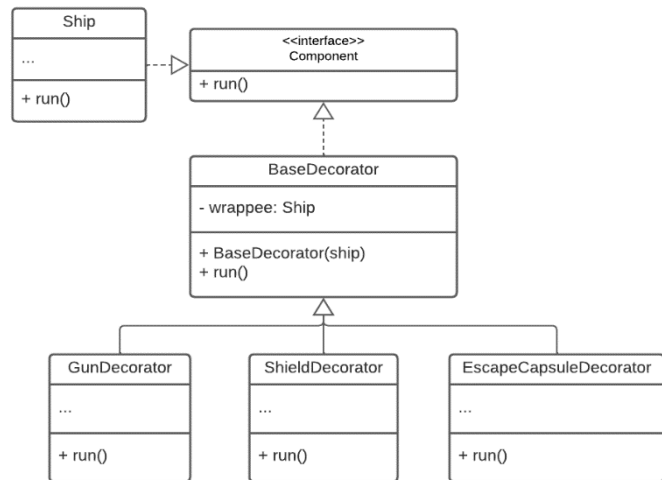 Ship
...
+ run()
<<interface>>
Component
+ run()
BaseDecorator
- wrappee: Ship
+ BaseDecorator(ship)
+ run()
GunDecorator
...
+ run()
ShieldDecorator
...
+ run()
EscapeCapsuleDecorator
...
+ run()